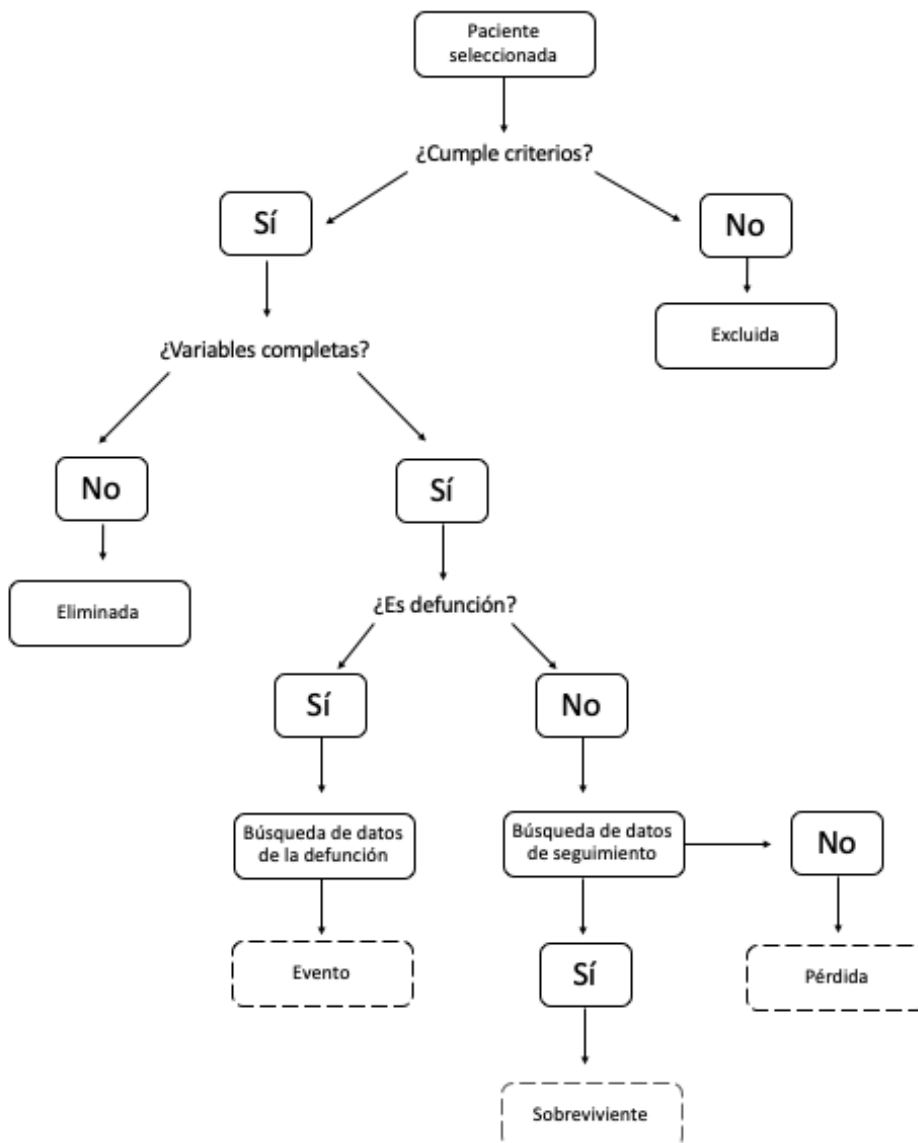 Paciente
seleccionada
¿Cumple criterios?
Sí
No
Excluida
¿Variables completas?
No
Sí
Eliminada
¿Es defunción?
Sí
No
Búsqueda de datos
de la defunción
Búsqueda de datos
de seguimiento
No
Evento
Sí
Pérdida
Sobreviviente